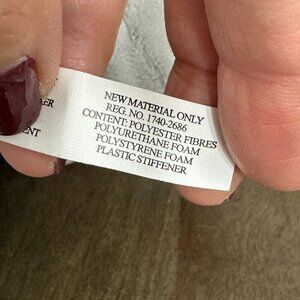 NEW MATERIAL ONLY
REG. NO. 1740-2686
CONTENT: POLYESTER FIBRES
POLYURETHANE FOAM
POLYSTYRENE FOAM
PLASTIC STIFFENER